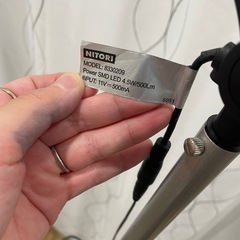 NITORI
MODEL: 8330209
Power SMD LED 4.5W/500Lm
INPUT: 11V⎓500mA